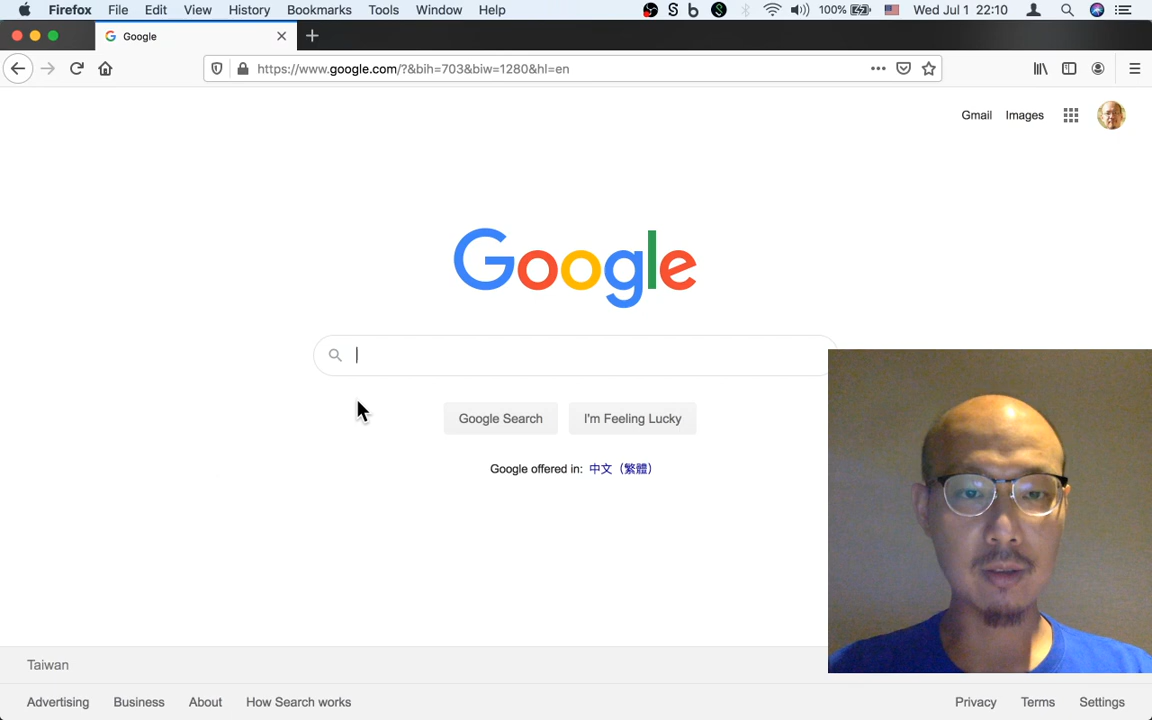 Firefox File Edit View History Bookmarks Tools Window Help 100% Wed Jul 1 22:10
Google
https://www.google.com/?&bih=703&biw=1280&hl=en
Gmail Images
Google
Google Search I'm Feeling Lucky
Google offered in: 中文（繁體）
Taiwan
Advertising Business About How Search works Privacy Terms Settings